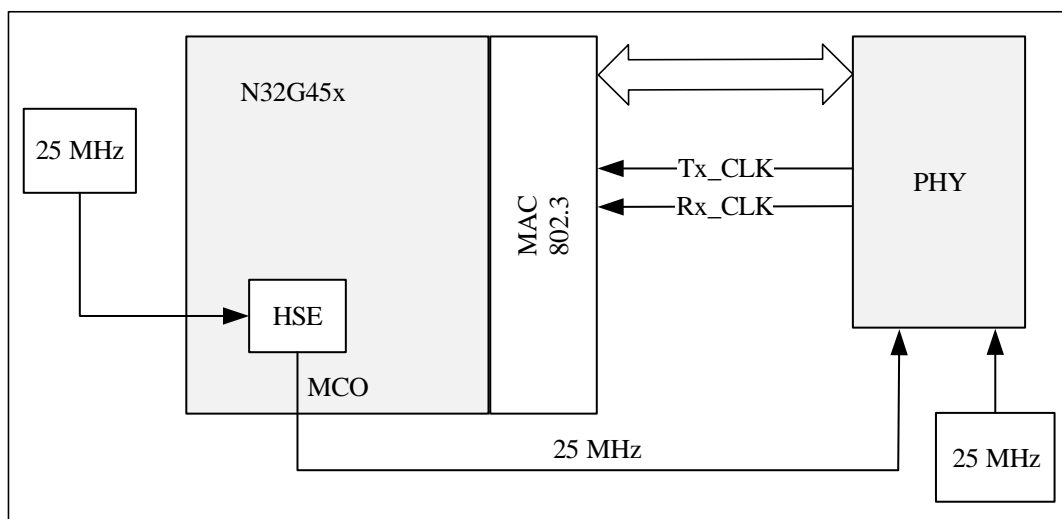 N32G45x
25 MHz
MAC
802.3
Tx_CLK
Rx_CLK
PHY
HSE
MCO
25 MHz
25 MHz